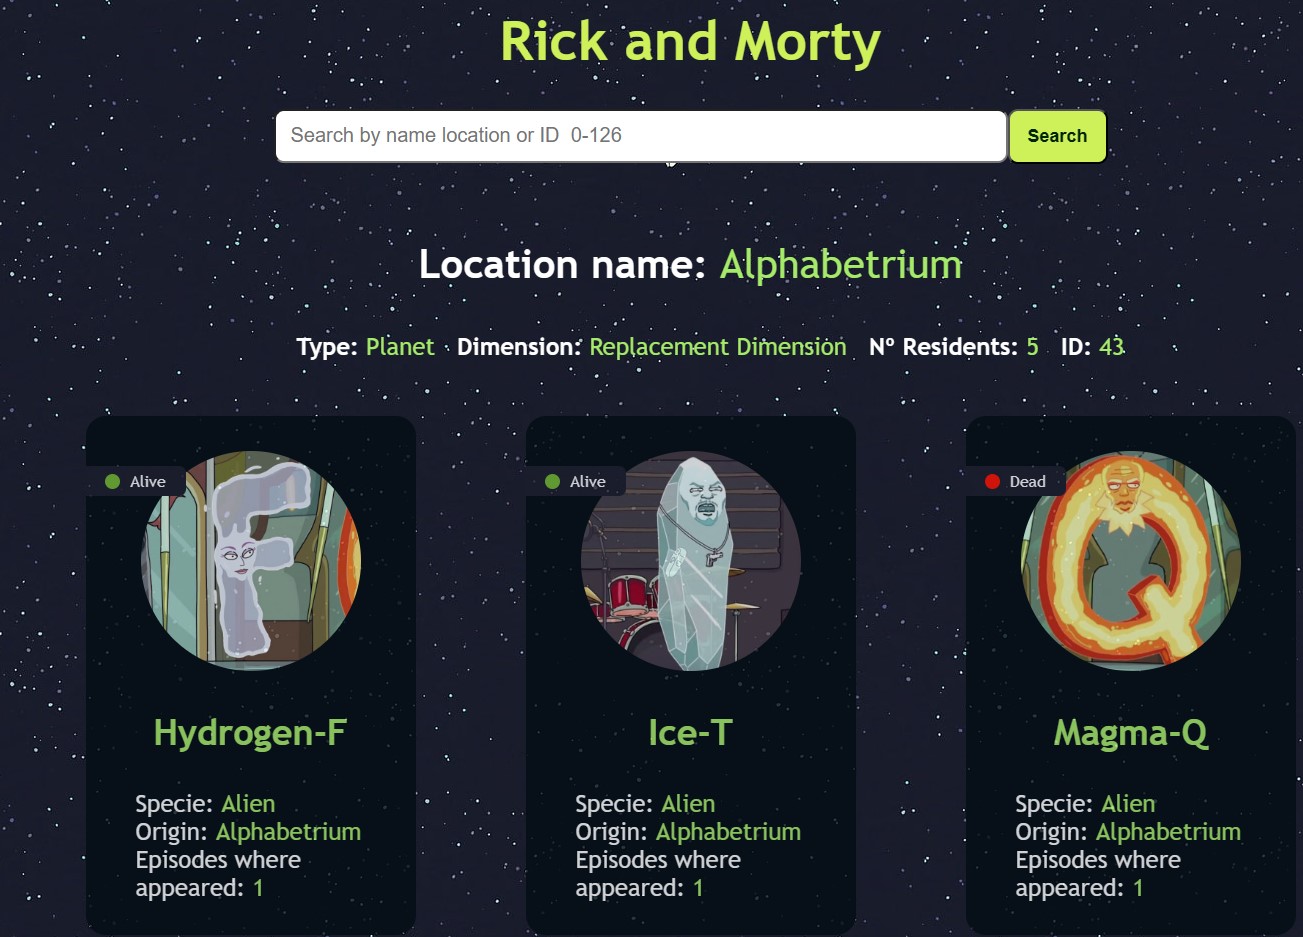 Rick and Morty
Search by name location or ID 0-126
Search
Location name: Alphabetrium
Type: Planet Dimension: Replacement Dimension Nº Residents: 5 ID: 43
Alive
Hydrogen-F
Specie: Alien
Origin: Alphabetrium
Episodes where
appeared: 1
Alive
Ice-T
Specie: Alien
Origin: Alphabetrium
Episodes where
appeared: 1
Dead
Magma-Q
Specie: Alien
Origin: Alphabetrium
Episodes where
appeared: 1